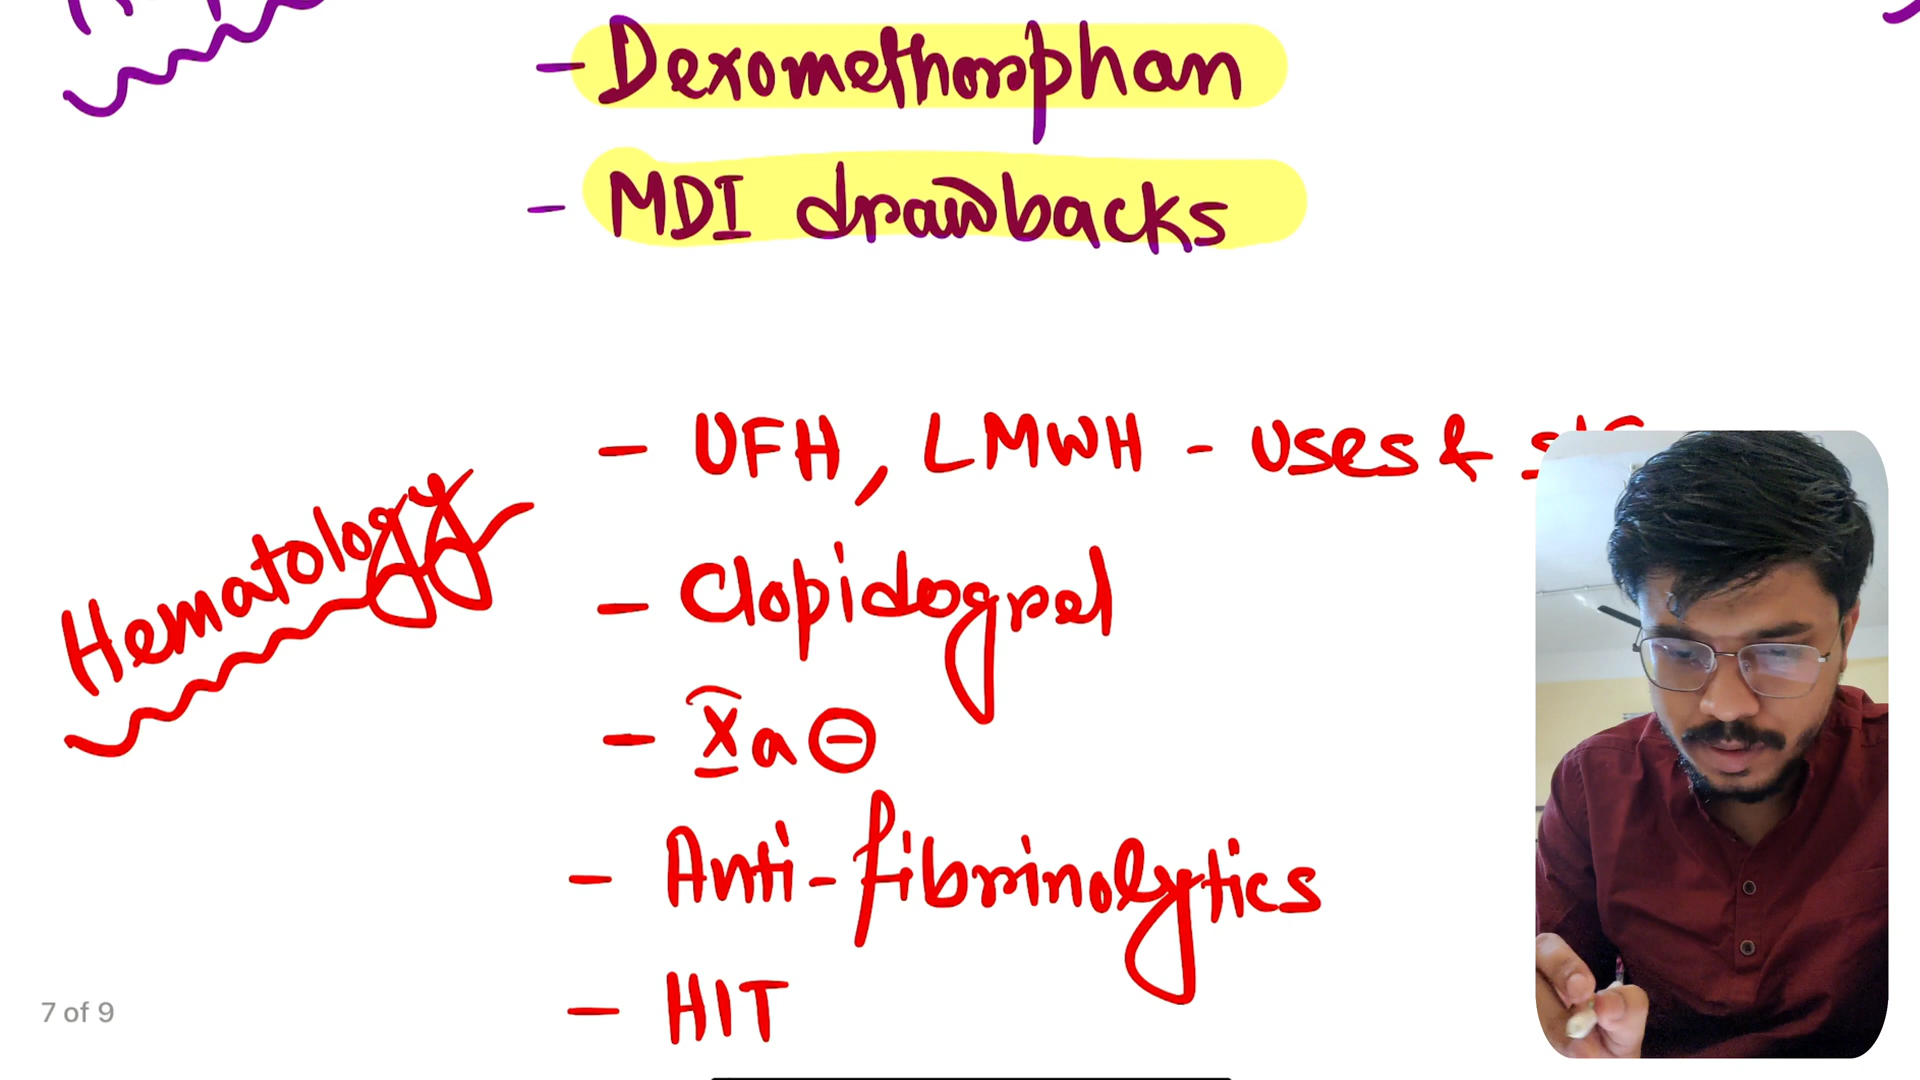 - Dexomethorphan
- MDI drawbacks
Hematology
- UFH, LMWH - uses &
- Clopidogrel
- Xa ⊖
- Anti-fibrinolytics
- HIT
7 of 9